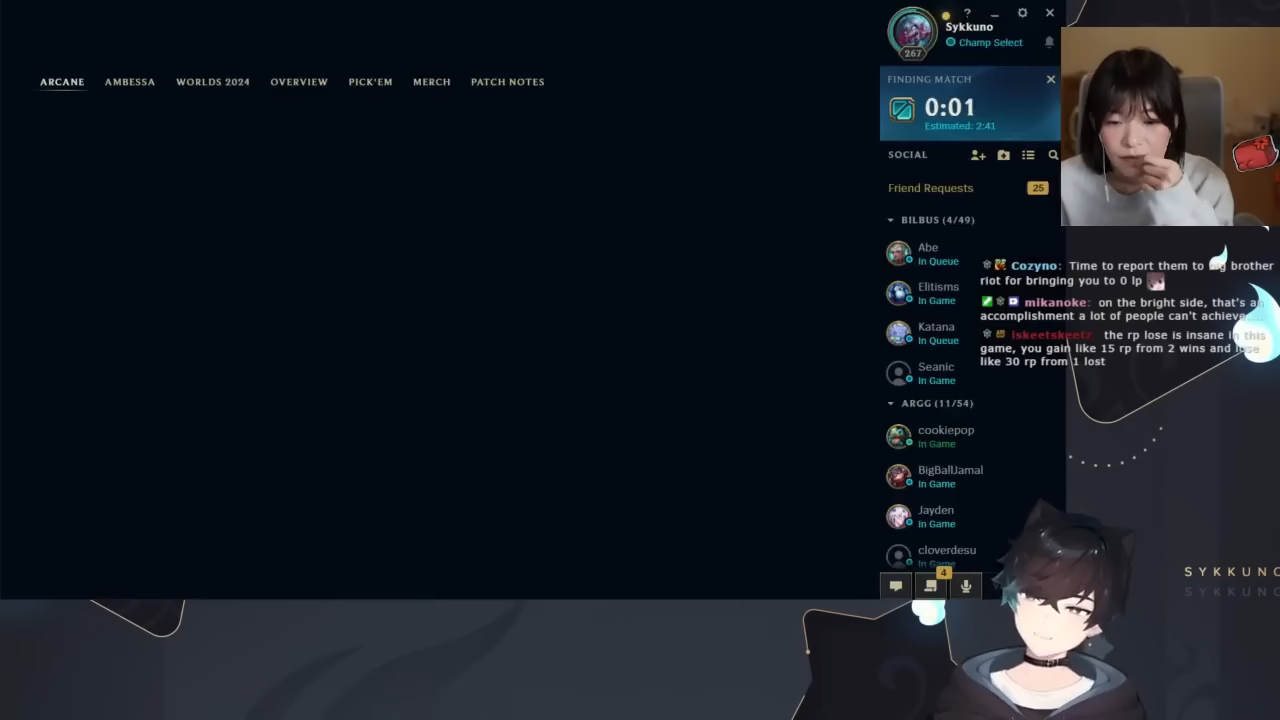 ?
Sykkuno
267
Champ Select
ARCANE AMBESSA WORLDS 2024 OVERVIEW PICK'EM MERCH PATCH NOTES
FINDING MATCH
0:01
Estimated: 2:41
SOCIAL
Friend Requests 25
BILBUS (4/49)
Abe
In Queue
Elitisms
In Game
Katana
In Queue
Seanic
In Game
ARGG (11/54)
cookiepop
In Game
BigBallJamal
In Game
Jayden
In Game
cloverdesu
In Game
4
Cozyno: Time to report them to big brother
riot for bringing you to 0 lp
mikanoke: on the bright side, that's an
accomplishment a lot of people can't achieve....
iskeetskeetz the rp lose is insane in this
game, you gain like 15 rp from 2 wins and lose
like 30 rp from 1 lost
SYKKUNO
SYKKUNO